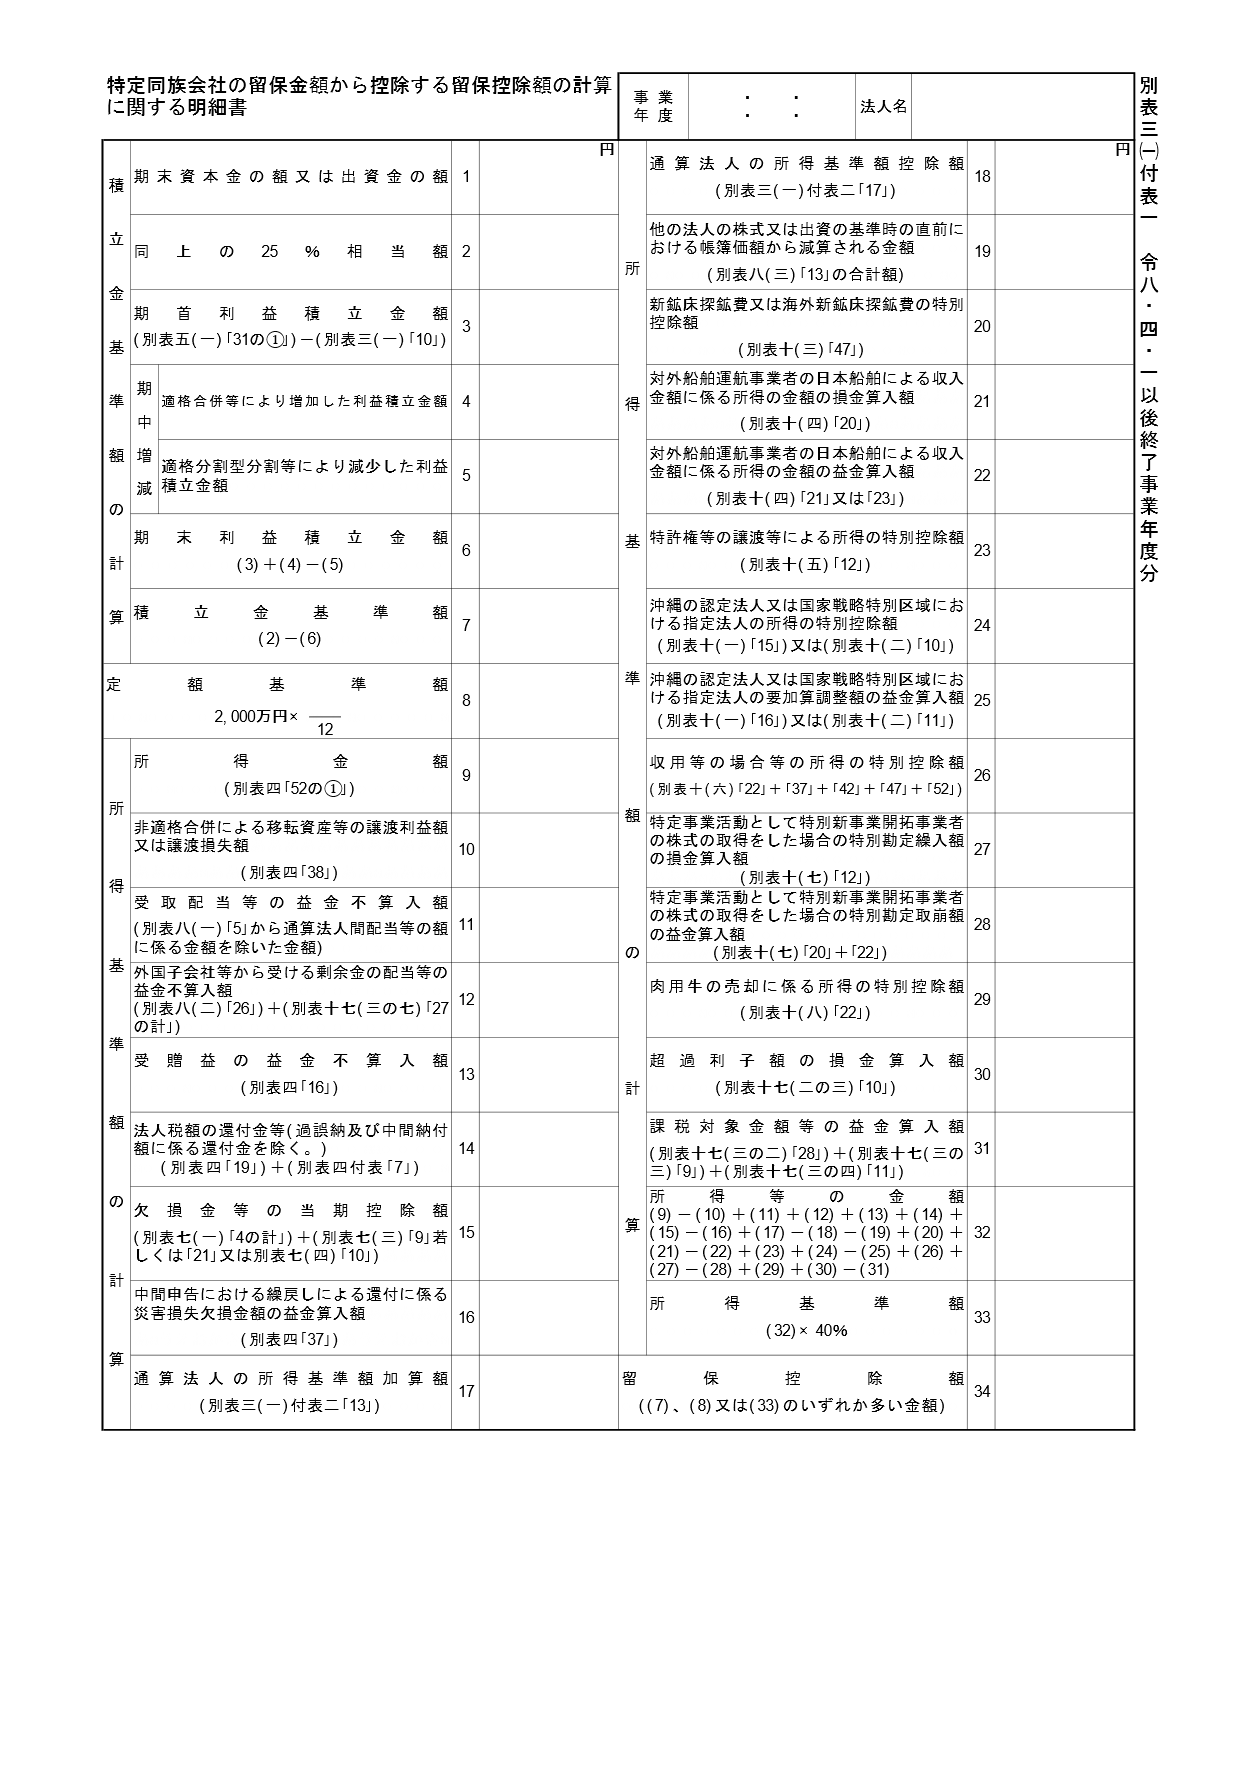 特定同族会社の留保金額から控除する留保控除額の計算
に関する明細書
事業
年度
・ ・
・ ・
法人名
別表三㈠付表一 令八・四・一以後終了事業年度分
積立金基準額の計算
期末資本金の額又は出資金の額 1 円
同上の25％相当額 2
期首利益積立金額
(別表五(一)「31の①」)－(別表三(一)「10」) 3
期中増減
適格合併等により増加した利益積立金額 4
適格分割型分割等により減少した利益
積立金額 5
期末利益積立金額
(3)＋(4)－(5) 6
積立金基準額
(2)－(6) 7
定額基準額
2,000万円×
12
8
所得基準額の計算
所得金額
(別表四「52の①」) 9
非適格合併による移転資産等の譲渡利益額
又は譲渡損失額
(別表四「38」) 10
受取配当等の益金不算入額
(別表八(一)「5」から通算法人間配当等の額
に係る金額を除いた金額) 11
外国子会社等から受ける剰余金の配当等の
益金不算入額
(別表八(二)「26」)＋(別表十七(三の七)「27
の計」) 12
受贈益の益金不算入額
(別表四「16」) 13
法人税額の還付金等(過誤納及び中間納付
額に係る還付金を除く。)
(別表四「19」)＋(別表四付表「7」) 14
欠損金等の当期控除額
(別表七(一)「4の計」)＋(別表七(三)「9」若
しくは「21」又は別表七(四)「10」) 15
中間申告における繰戻しによる還付に係る
災害損失欠損金額の益金算入額
(別表四「37」) 16
通算法人の所得基準額加算額
(別表三(一)付表二「13」) 17
所得基準額の計算
通算法人の所得基準額控除額
(別表三(一)付表二「17」) 18 円
他の法人の株式又は出資の基準時の直前に
おける帳簿価額から減算される金額
(別表八(三)「13」の合計額) 19
新鉱床探鉱費又は海外新鉱床探鉱費の特別
控除額
(別表十(三)「47」) 20
対外船舶運航事業者の日本船舶による収入
金額に係る所得の金額の損金算入額
(別表十(四)「20」) 21
対外船舶運航事業者の日本船舶による収入
金額に係る所得の金額の益金算入額
(別表十(四)「21」又は「23」) 22
特許権等の譲渡等による所得の特別控除額
(別表十(五)「12」) 23
沖縄の認定法人又は国家戦略特別区域にお
ける指定法人の所得の特別控除額
(別表十(一)「15」)又は(別表十(二)「10」) 24
沖縄の認定法人又は国家戦略特別区域にお
ける指定法人の要加算調整額の益金算入額
(別表十(一)「16」)又は(別表十(二)「11」) 25
収用等の場合等の所得の特別控除額
(別表十(六)「22」＋「37」＋「42」＋「47」＋「52」) 26
特定事業活動として特別新事業開拓事業者
の株式の取得をした場合の特別勘定繰入額
の損金算入額
(別表十(七)「12」) 27
特定事業活動として特別新事業開拓事業者
の株式の取得をした場合の特別勘定取崩額
の益金算入額
(別表十(七)「20」＋「22」) 28
肉用牛の売却に係る所得の特別控除額
(別表十(八)「22」) 29
超過利子額の損金算入額
(別表十七(二の三)「10」) 30
課税対象金額等の益金算入額
(別表十七(三の二)「28」)＋(別表十七(三の
三)「9」)＋(別表十七(三の四)「11」) 31
所得等の金額
(9)－(10)＋(11)＋(12)＋(13)＋(14)＋
(15)－(16)＋(17)－(18)－(19)＋(20)＋
(21)－(22)＋(23)＋(24)－(25)＋(26)＋
(27)－(28)＋(29)＋(30)－(31) 32
所得基準額
(32)× 40% 33
留保控除額
((7)、(8)又は(33)のいずれか多い金額) 34